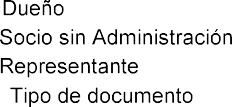 Dueño
Socio sin Administración
Representante
Tipo de documento